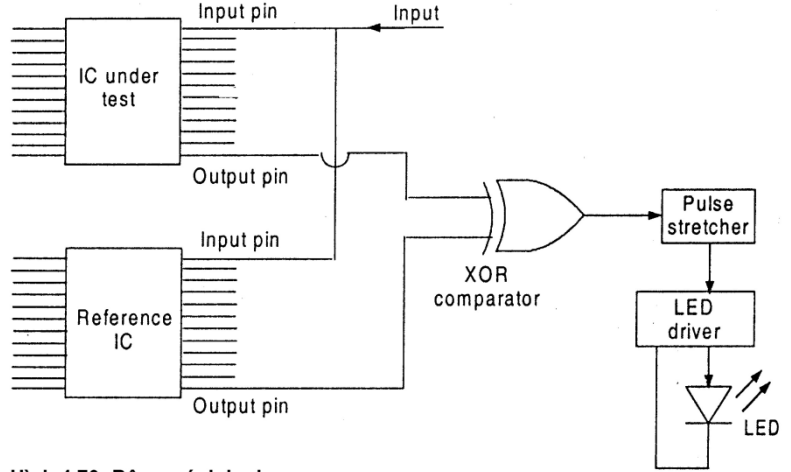 Input pin
Input
IC under
test
Output pin
Input pin
Pulse
stretcher
XOR
comparator
Reference
IC
LED
driver
Output pin
LED